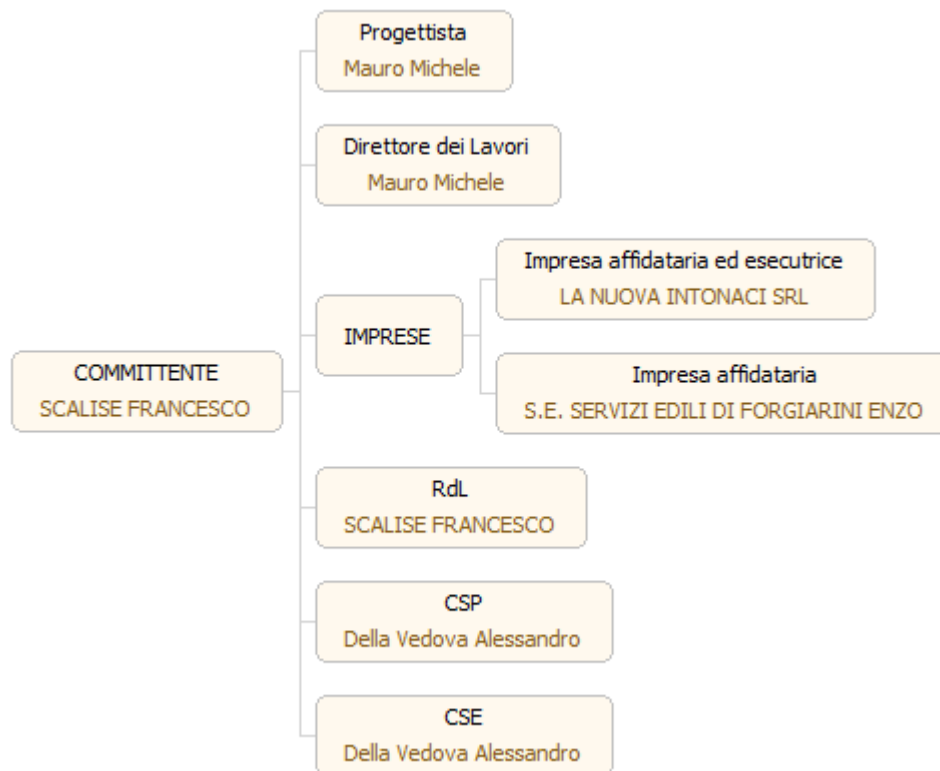 Progettista
Mauro Michele
Direttore dei Lavori
Mauro Michele
Impresa affidataria ed esecutrice
LA NUOVA INTONACI SRL
IMPRESE
Impresa affidataria
S.E. SERVIZI EDILI DI FORGIARINI ENZO
COMMITTENTE
SCALISE FRANCESCO
RdL
SCALISE FRANCESCO
CSP
Della Vedova Alessandro
CSE
Della Vedova Alessandro